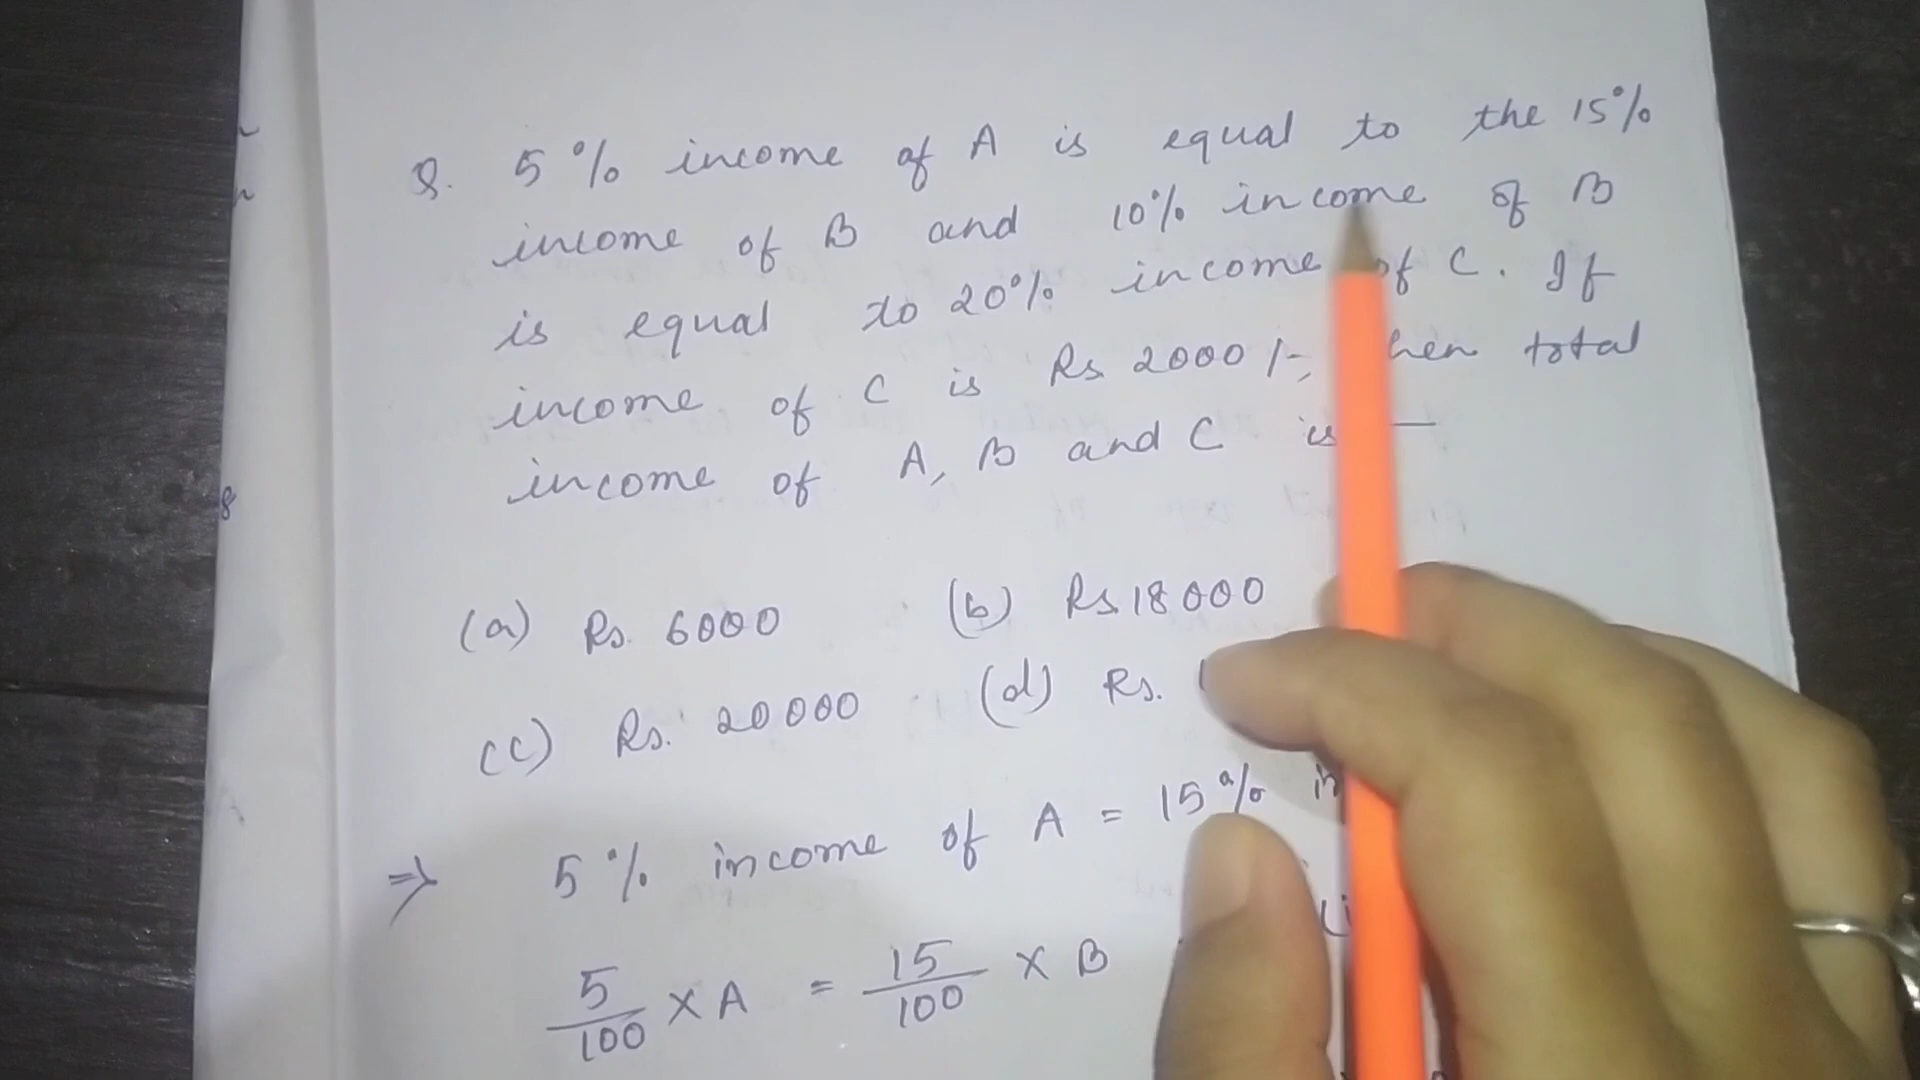 Q. 5% income of A is equal to the 15%
income of B and 10% income of B
is equal to 20% income of C. If
income of C is Rs 2000/-, then total
income of A, B and C is —
(a) Rs. 6000 (b) Rs 18000
(c) Rs. 20000 (d) Rs.
⇒ 5% income of A = 15%
5/100 × A = 15/100 × B